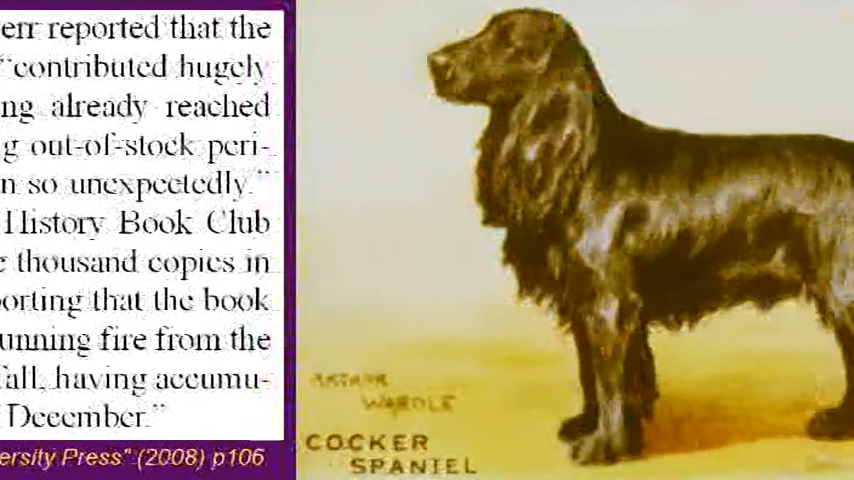 err reported that the
"contributed hugely
ng already reached
g out-of-stock peri-
n so unexpectedly."
History Book Club
thousand copies in
orting that the book
unning fire from the
fall, having accumu-
December."
ersity Press" (2008) p106
ARTHUR
WARDLE
COCKER
SPANIEL